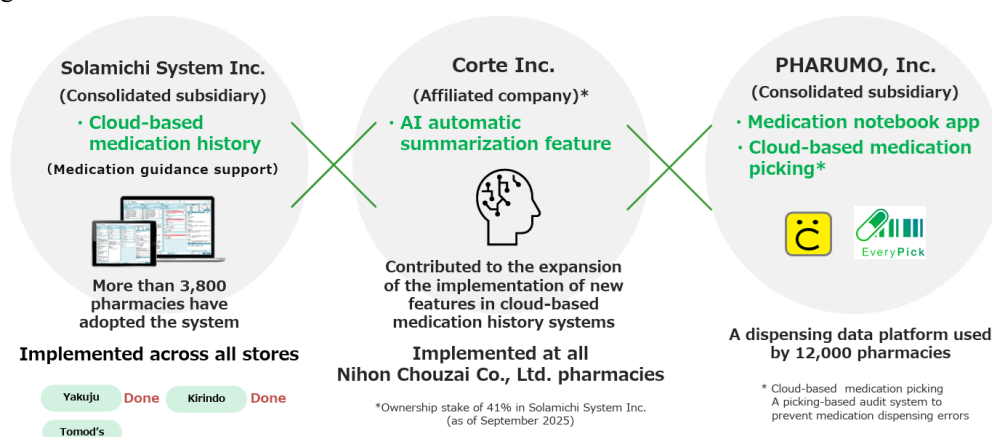 Solamichi System Inc.
(Consolidated subsidiary)
・Cloud-based
medication history
(Medication guidance support)
More than 3,800
pharmacies have
adopted the system
Implemented across all stores
Yakuju
Done
Kirindo
Done
Tomod's
Corte Inc.
(Affiliated company)*
・AI automatic
summarization feature
Contributed to the expansion
of the implementation of new
features in cloud-based
medication history systems
Implemented at all
Nihon Chouzai Co., Ltd. pharmacies
*Ownership stake of 41% in Solamichi System Inc.
(as of September 2025)
PHARUMO, Inc.
(Consolidated subsidiary)
・Medication notebook app
・Cloud-based medication
picking*
EveryPick
A dispensing data platform used
by 12,000 pharmacies
* Cloud-based medication picking
A picking-based audit system to
prevent medication dispensing errors